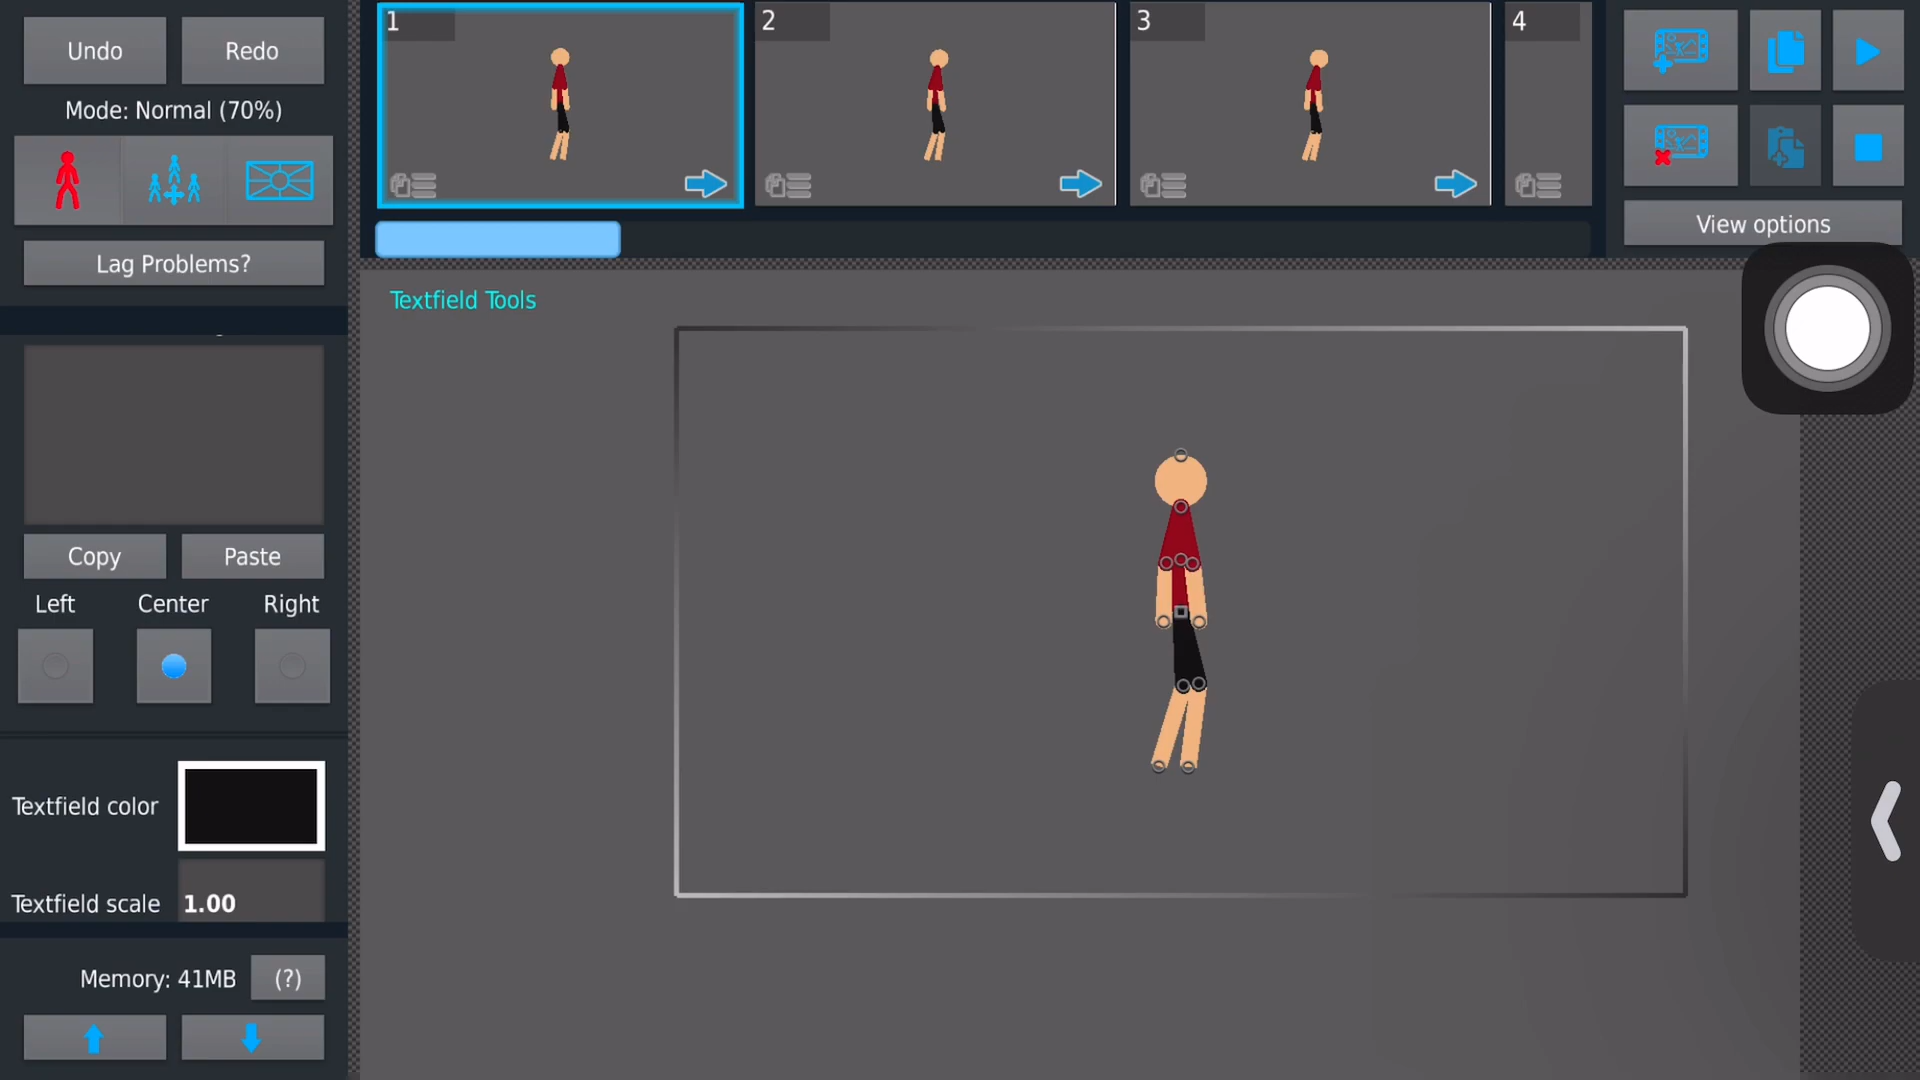 Undo Redo
1 2 3 4
Mode: Normal (70%)
Lag Problems?
View options
Textfield Tools
Copy Paste
Left Center Right
Textfield color
Textfield scale 1.00
Memory: 41MB (?)